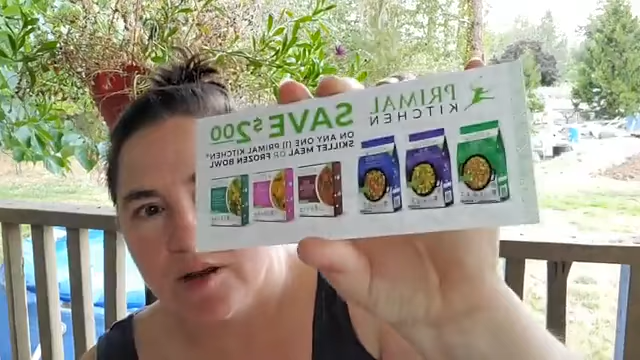 PRIMAL
KITCHEN
SAVE $2.00
ON ANY ONE (1) PRIMAL KITCHEN®
SKILLET MEAL OR FROZEN BOWL